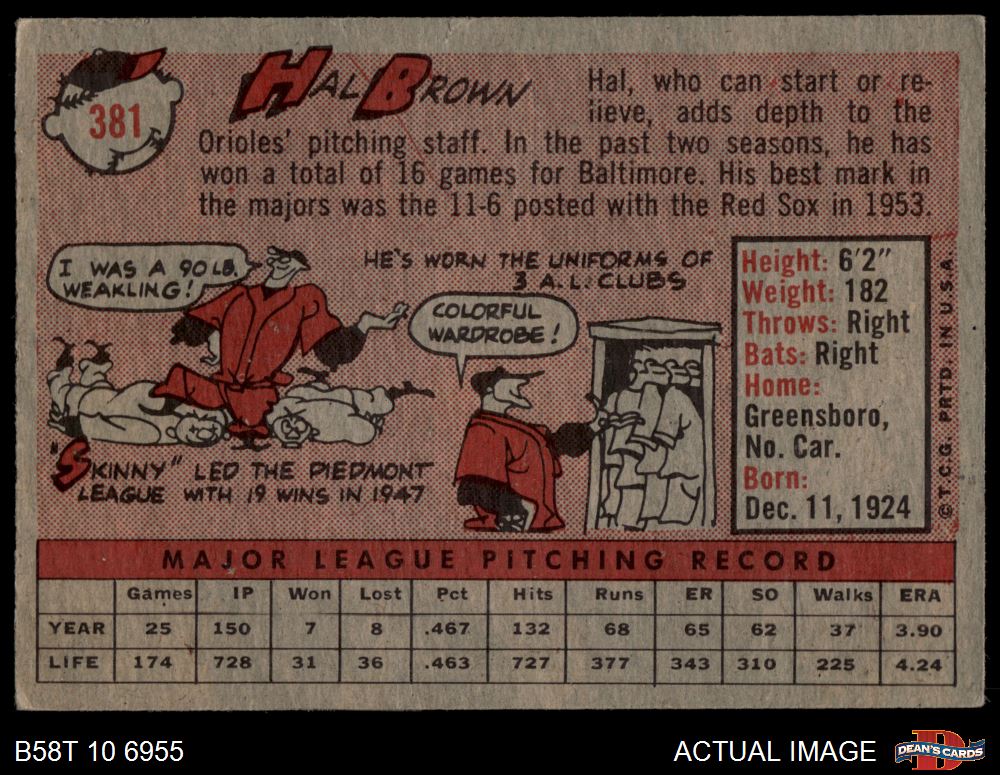 381
HAL BROWN
Hal, who can start or re-
iieve, adds depth to the
Orioles' pitching staff. In the past two seasons, he has
won a total of 16 games for Baltimore. His best mark in
the majors was the 11-6 posted with the Red Sox in 1953.
I WAS A 90 LB.
WEAKLING!
"SKINNY" LED THE PIEDMONT
LEAGUE WITH 19 WINS IN 1947
HE'S WORN THE UNIFORMS OF
3 A.L. CLUBS
COLORFUL
WARDROBE!
Height: 6'2"
Weight: 182
Throws: Right
Bats: Right
Home:
Greensboro,
No. Car.
Born:
Dec. 11, 1924
© T.C.G. PRTD. IN U.S.A.
MAJOR LEAGUE PITCHING RECORD
Games IP Won Lost Pct Hits Runs ER SO Walks ERA
YEAR 25 150 7 8 .467 132 68 65 62 37 3.90
LIFE 174 728 31 36 .463 727 377 343 310 225 4.24
B58T 10 6955
ACTUAL IMAGE
DEAN'S CARDS